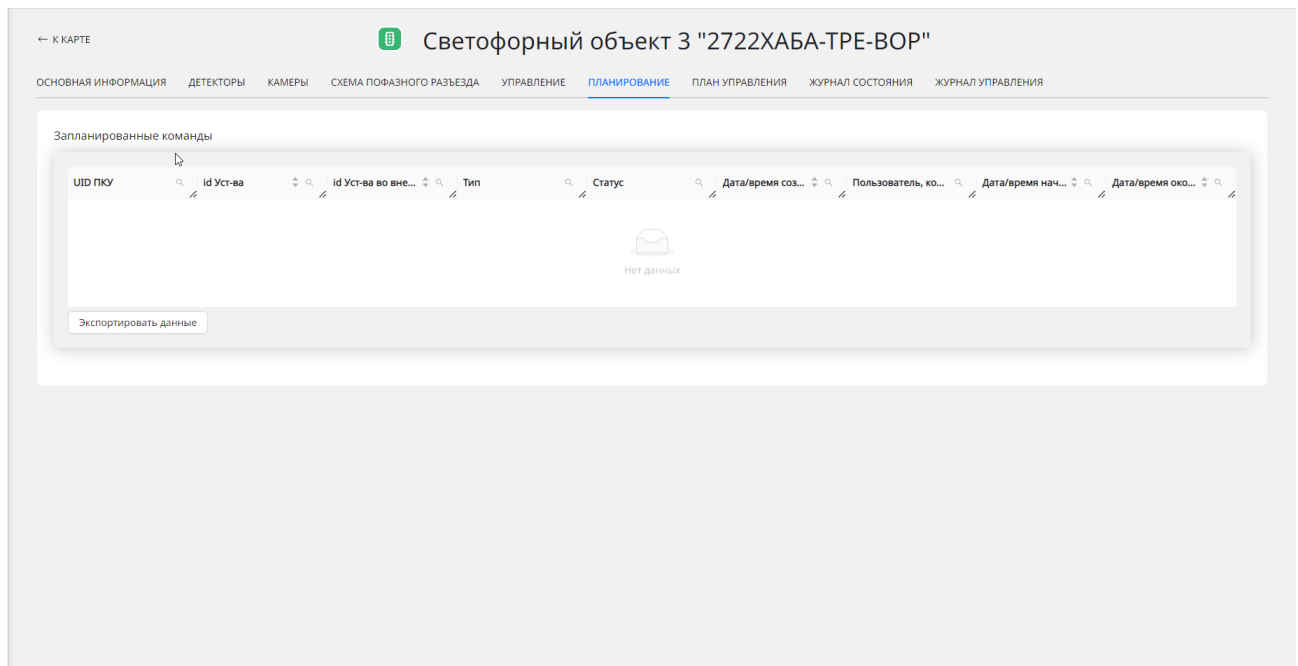 ← К КАРТЕ
Светофорный объект 3 "2722ХАБА-ТРЕ-ВОР"
ОСНОВНАЯ ИНФОРМАЦИЯ ДЕТЕКТОРЫ КАМЕРЫ СХЕМА ПОФАЗНОГО РАЗЪЕЗДА УПРАВЛЕНИЕ ПЛАНИРОВАНИЕ ПЛАН УПРАВЛЕНИЯ ЖУРНАЛ СОСТОЯНИЯ ЖУРНАЛ УПРАВЛЕНИЯ
Запланированные команды
UID ПКУ id Уст-ва id Уст-ва во вне... Тип Статус Дата/время соз... Пользователь, ко... Дата/время нач... Дата/время око...
Нет данных
Экспортировать данные